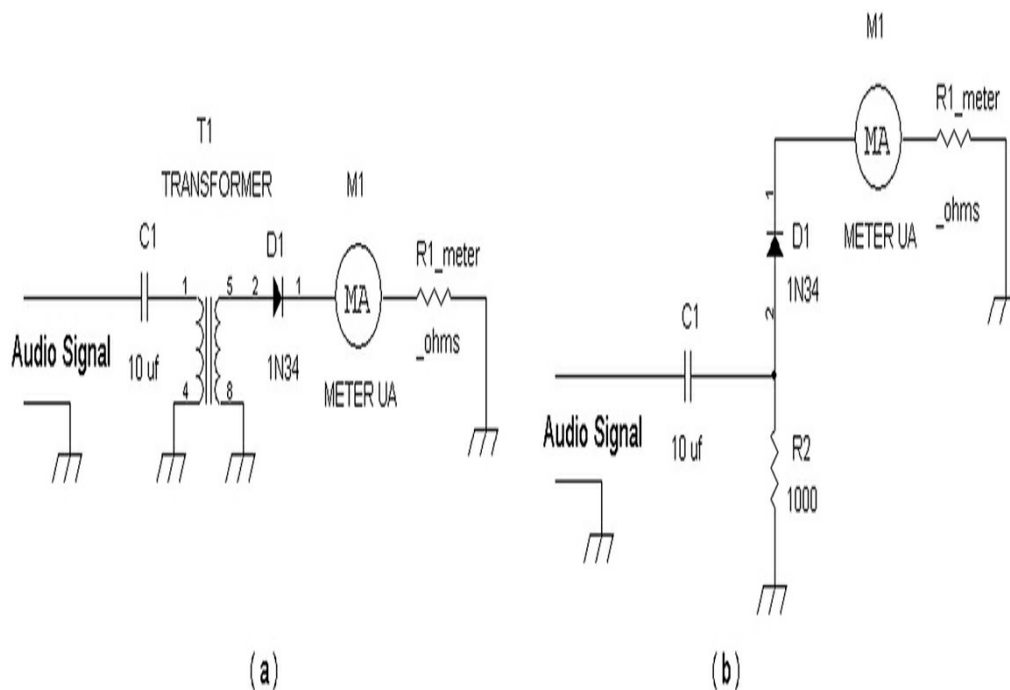 T1
TRANSFORMER
C1
1
5
2
D1
1
M1
MA
R1_meter
_ohms
Audio Signal
10 uf
4
8
1N34
METER UA
(a)
M1
MA
R1_meter
_ohms
METER UA
1
D1
1N34
2
C1
Audio Signal
10 uf
R2
1000
(b)